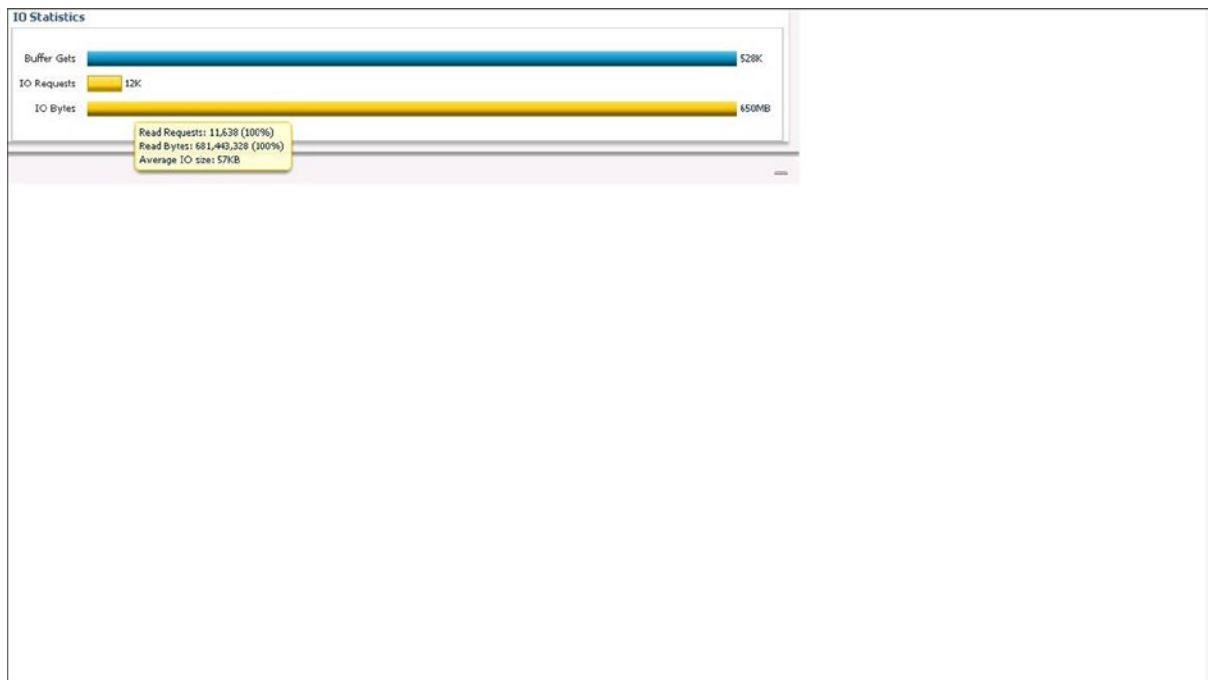 IO Statistics
Buffer Gets 528K
IO Requests 12K
IO Bytes 650MB
Read Requests: 11,638 (100%)
Read Bytes: 681,443,328 (100%)
Average IO size: 57KB